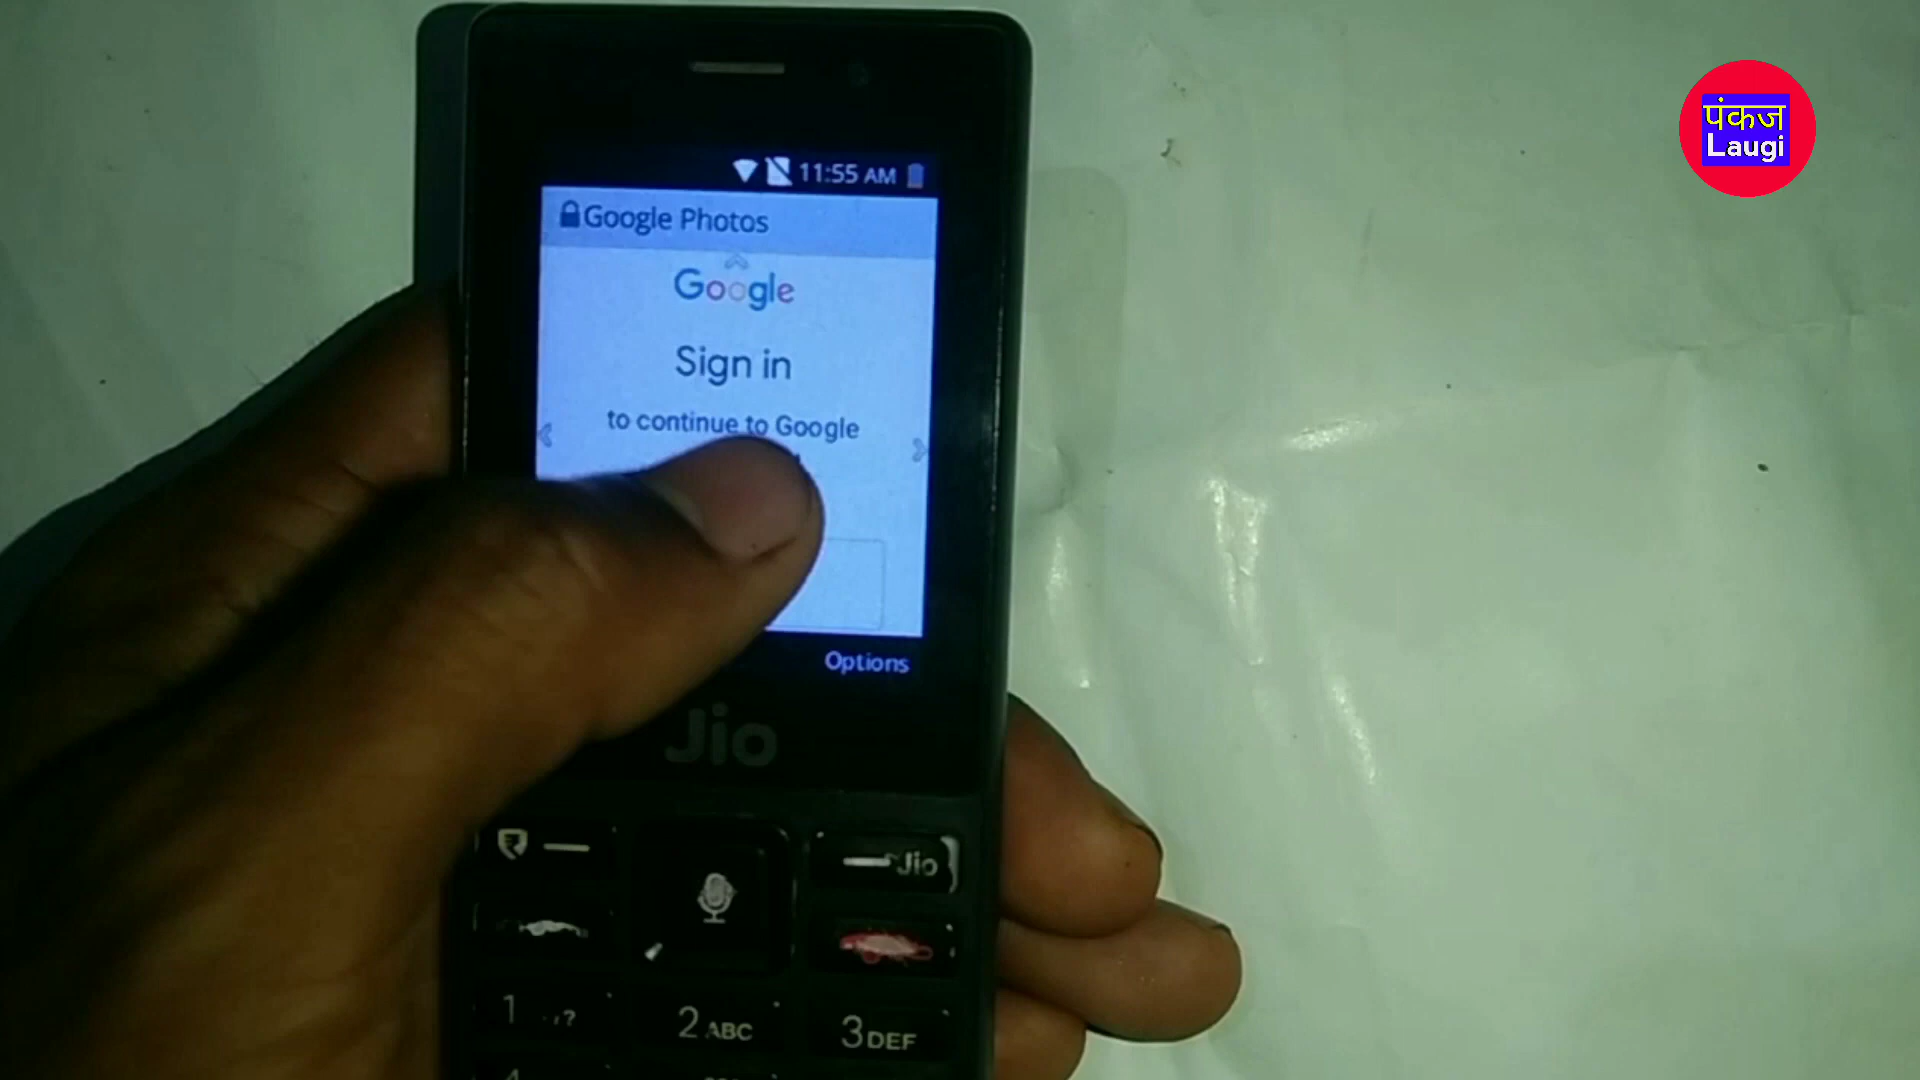 पंकज
Laugi
11:55 AM
Google Photos
Google
Sign in
to continue to Google
Options
Jio
Jio
1
2 ABC
3 DEF